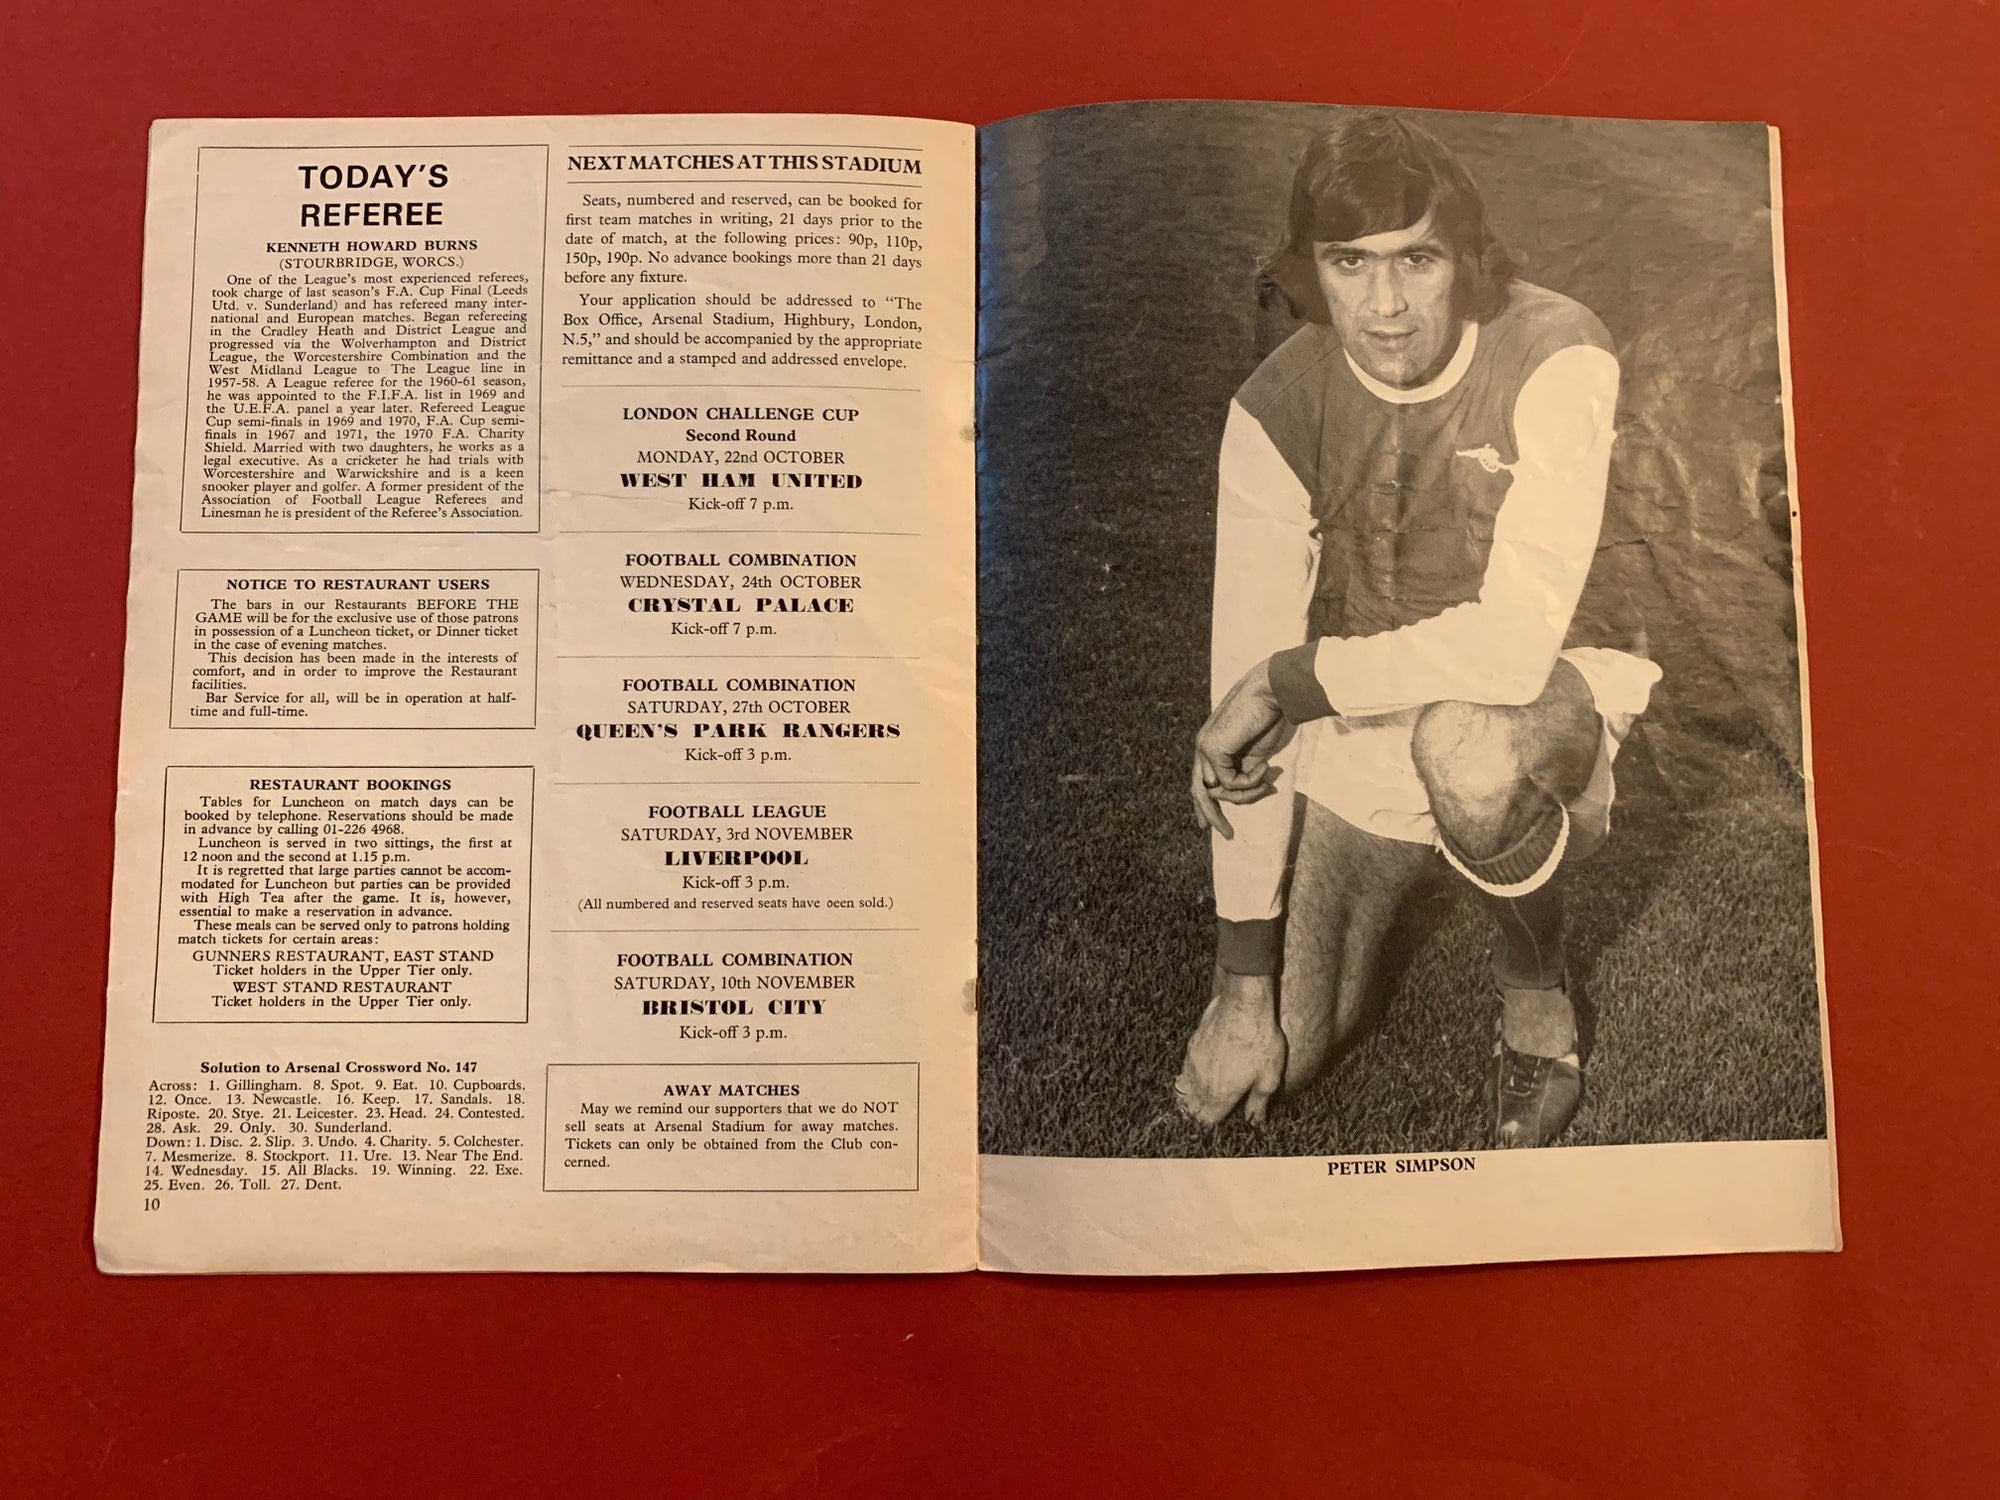 TODAY'S
REFEREE
KENNETH HOWARD BURNS
(STOURBRIDGE, WORCS.)
One of the League's most experienced referees,
took charge of last season's F.A. Cup Final (Leeds
Utd. v. Sunderland) and has refereed many inter-
national and European matches. Began refereeing
in the Cradley Heath and District League and
progressed via the Wolverhampton and District
League, the Worcestershire Combination and the
West Midland League to The League line in
1957-58. A League referee for the 1960-61 season,
he was appointed to the F.I.F.A. list in 1969 and
the U.E.F.A. panel a year later. Refereed League
Cup semi-finals in 1969 and 1970, F.A. Cup semi-
finals in 1967 and 1971, the 1970 F.A. Charity
Shield. Married with two daughters, he works as a
legal executive. As a cricketer he had trials with
Worcestershire and Warwickshire and is a keen
snooker player and golfer. A former president of the
Association of Football League Referees and
Linesman he is president of the Referee's Association.
NOTICE TO RESTAURANT USERS
The bars in our Restaurants BEFORE THE
GAME will be for the exclusive use of those patrons
in possession of a Luncheon ticket, or Dinner ticket
in the case of evening matches.
This decision has been made in the interests of
comfort, and in order to improve the Restaurant
facilities.
Bar Service for all, will be in operation at half-
time and full-time.
RESTAURANT BOOKINGS
Tables for Luncheon on match days can be
booked by telephone. Reservations should be made
in advance by calling 01-226 4968.
Luncheon is served in two sittings, the first at
12 noon and the second at 1.15 p.m.
It is regretted that large parties cannot be accom-
modated for Luncheon but parties can be provided
with High Tea after the game. It is, however,
essential to make a reservation in advance.
These meals can be served only to patrons holding
match tickets for certain areas:
GUNNERS RESTAURANT, EAST STAND
Ticket holders in the Upper Tier only.
WEST STAND RESTAURANT
Ticket holders in the Upper Tier only.
Solution to Arsenal Crossword No. 147
Across: 1. Gillingham. 8. Spot. 9. Eat. 10. Cupboards.
12. Once. 13. Newcastle. 16. Keep. 17. Sandals. 18.
Riposte. 20. Stye. 21. Leicester. 23. Head. 24. Contested.
28. Ask. 29. Only. 30. Sunderland.
Down: 1. Disc. 2. Slip. 3. Undo. 4. Charity. 5. Colchester.
7. Mesmerize. 8. Stockport. 11. Ure. 13. Near The End.
14. Wednesday. 15. All Blacks. 19. Winning. 22. Exe.
25. Even. 26. Toll. 27. Dent.
10
NEXT MATCHES AT THIS STADIUM
Seats, numbered and reserved, can be booked for
first team matches in writing, 21 days prior to the
date of match, at the following prices: 90p, 110p,
150p, 190p. No advance bookings more than 21 days
before any fixture.
Your application should be addressed to "The
Box Office, Arsenal Stadium, Highbury, London,
N.5," and should be accompanied by the appropriate
remittance and a stamped and addressed envelope.
LONDON CHALLENGE CUP
Second Round
MONDAY, 22nd OCTOBER
WEST HAM UNITED
Kick-off 7 p.m.
FOOTBALL COMBINATION
WEDNESDAY, 24th OCTOBER
CRYSTAL PALACE
Kick-off 7 p.m.
FOOTBALL COMBINATION
SATURDAY, 27th OCTOBER
QUEEN'S PARK RANGERS
Kick-off 3 p.m.
FOOTBALL LEAGUE
SATURDAY, 3rd NOVEMBER
LIVERPOOL
Kick-off 3 p.m.
(All numbered and reserved seats have been sold.)
FOOTBALL COMBINATION
SATURDAY, 10th NOVEMBER
BRISTOL CITY
Kick-off 3 p.m.
AWAY MATCHES
May we remind our supporters that we do NOT
sell seats at Arsenal Stadium for away matches.
Tickets can only be obtained from the Club con-
cerned.
PETER SIMPSON